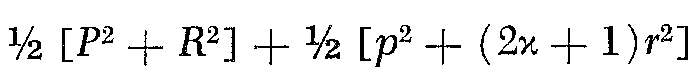 ½ [P² + R²] + ½ [p² + (2ϰ + 1)r²]